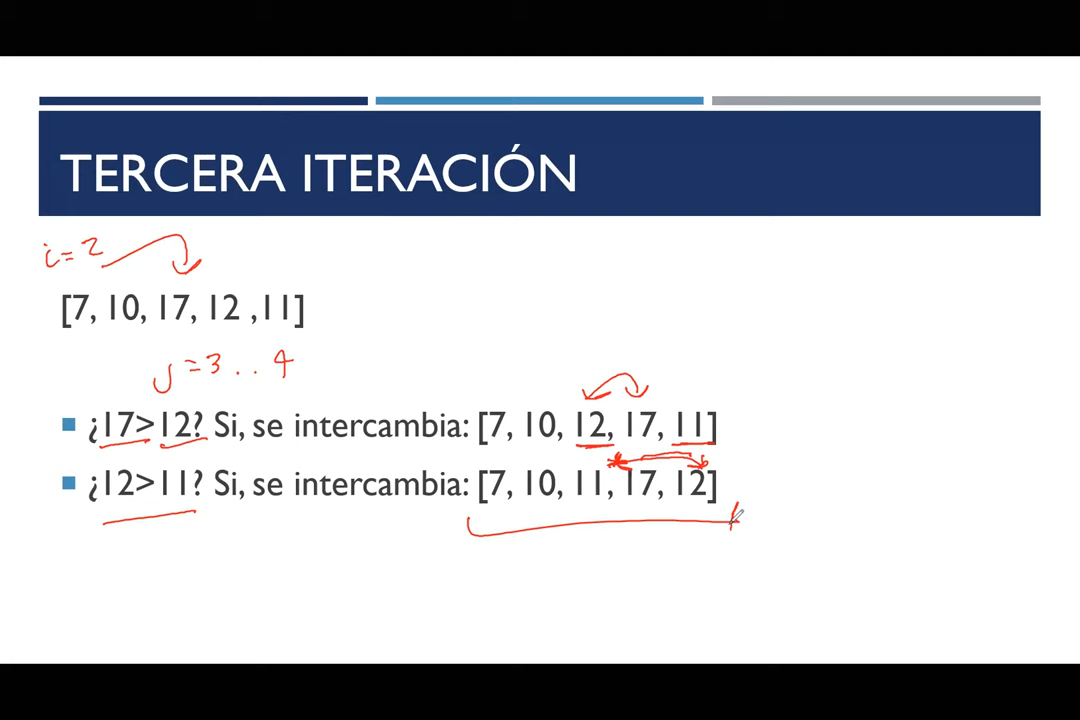 TERCERA ITERACIÓN
i=2
[7, 10, 17, 12 ,11]
J=3..4
¿17>12? Si, se intercambia: [7, 10, 12, 17, 11]
¿12>11? Si, se intercambia: [7, 10, 11, 17, 12]